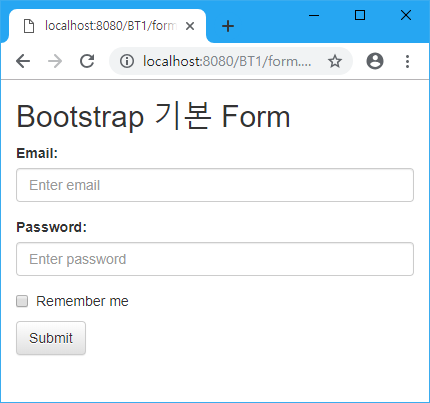 localhost:8080/BT1/form
localhost:8080/BT1/form....
Bootstrap 기본 Form
Email:
Enter email
Password:
Enter password
Remember me
Submit